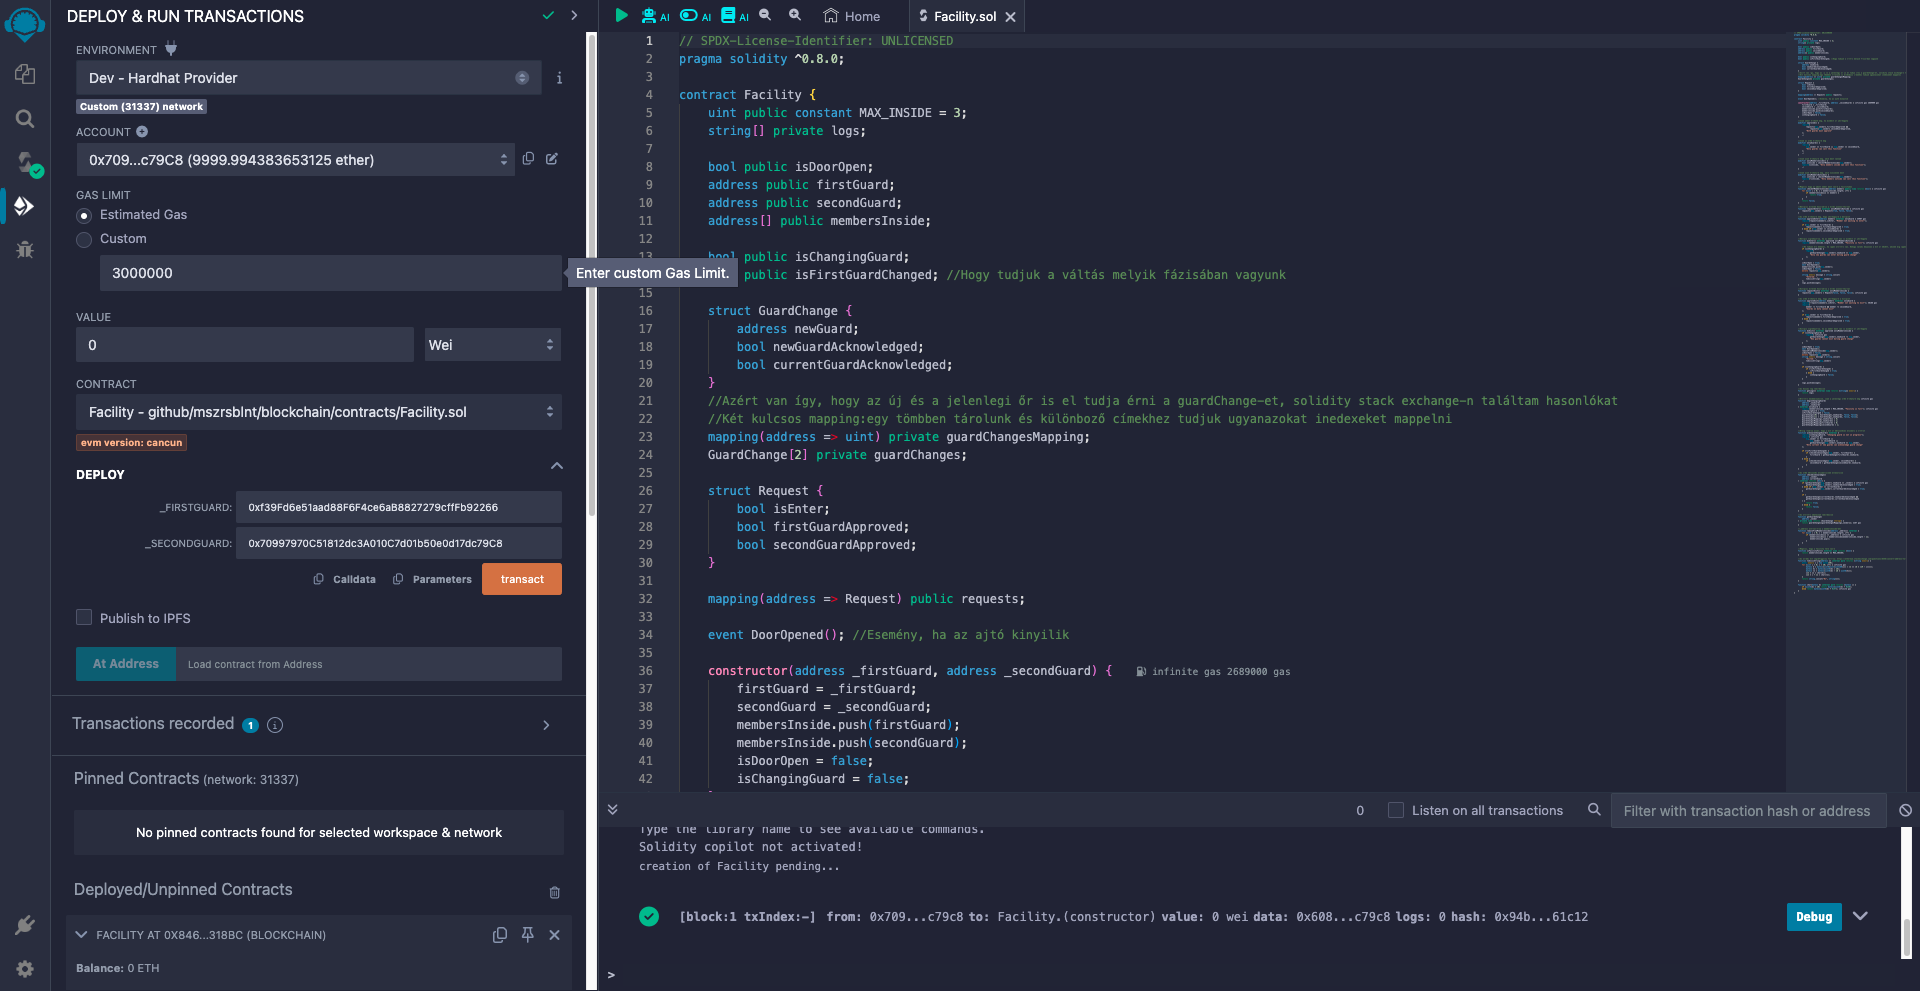 DEPLOY & RUN TRANSACTIONS
ENVIRONMENT
Dev - Hardhat Provider
Custom (31337) network
ACCOUNT
0x709...c79C8 (9999.994383653125 ether)
GAS LIMIT
Estimated Gas
Custom
3000000
Enter custom Gas Limit.
VALUE
0
Wei
CONTRACT
Facility - github/mszrsblnt/blockchain/contracts/Facility.sol
evm version: cancun
DEPLOY
_FIRSTGUARD: 0xf39Fd6e51aad88F6F4ce6aB8827279cffFb92266
_SECONDGUARD: 0x70997970C51812dc3A010C7d01b50e0d17dc79C8
Calldata Parameters transact
Publish to IPFS
At Address Load contract from Address
Transactions recorded 1
Pinned Contracts (network: 31337)
No pinned contracts found for selected workspace & network
Deployed/Unpinned Contracts
FACILITY AT 0X846...318BC (BLOCKCHAIN)
Balance: 0 ETH
AI AI AI Home Facility.sol
1 // SPDX-License-Identifier: UNLICENSED
2 pragma solidity ^0.8.0;
3
4 contract Facility {
5 uint public constant MAX_INSIDE = 3;
6 string[] private logs;
7
8 bool public isDoorOpen;
9 address public firstGuard;
10 address public secondGuard;
11 address[] public membersInside;
12
13 bool public isChangingGuard;
public isFirstGuardChanged; //Hogy tudjuk a váltás melyik fázisában vagyunk
15
16 struct GuardChange {
17 address newGuard;
18 bool newGuardAcknowledged;
19 bool currentGuardAcknowledged;
20 }
21 //Azért van így, hogy az új és a jelenlegi őr is el tudja érni a guardChange-et, solidity stack exchange-n találtam hasonlókat
22 //Két kulcsos mapping:egy tömbben tárolunk és különboző címekhez tudjuk ugyanazokat inedexeket mappelni
23 mapping(address => uint) private guardChangesMapping;
24 GuardChange[2] private guardChanges;
25
26 struct Request {
27 bool isEnter;
28 bool firstGuardApproved;
29 bool secondGuardApproved;
30 }
31
32 mapping(address => Request) public requests;
33
34 event DoorOpened(); //Esemény, ha az ajtó kinyilik
35
36 constructor(address _firstGuard, address _secondGuard) { infinite gas 2689000 gas
37 firstGuard = _firstGuard;
38 secondGuard = _secondGuard;
39 membersInside.push(firstGuard);
40 membersInside.push(secondGuard);
41 isDoorOpen = false;
42 isChangingGuard = false;
0 Listen on all transactions Filter with transaction hash or address
Type the library name to see available commands.
Solidity copilot not activated!
creation of Facility pending...
[block:1 txIndex:-] from: 0x709...c79c8 to: Facility.(constructor) value: 0 wei data: 0x608...c79c8 logs: 0 hash: 0x94b...61c12
Debug
>